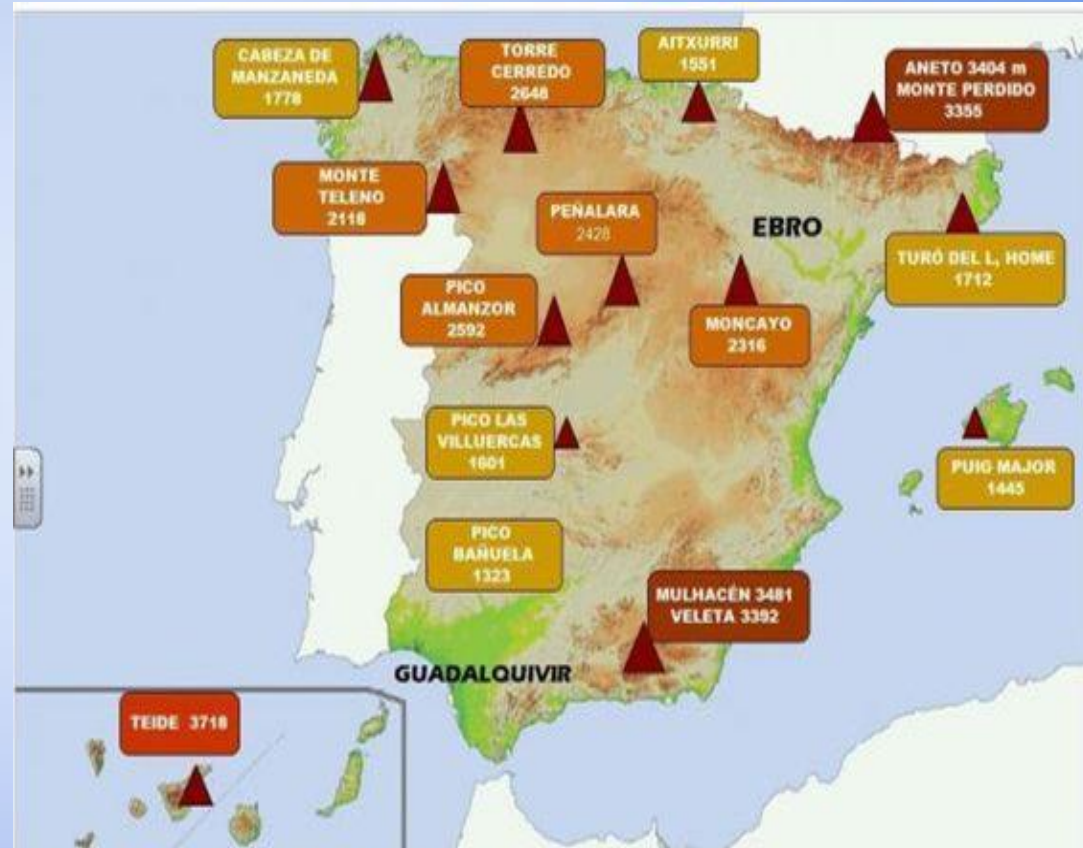 CABEZA DE
MANZANEDA
1778
TORRE
CERREDO
2648
AITXURRI
1551
ANETO 3404 m
MONTE PERDIDO
3355
MONTE
TELENO
2118
PEÑALARA
2428
EBRO
TURÓ DEL L, HOME
1712
PICO
ALMANZOR
2592
MONCAYO
2316
PICO LAS
VILLUERCAS
1601
PUIG MAJOR
1445
PICO
BAÑUELA
1323
MULHACÉN 3481
VELETA 3392
GUADALQUIVIR
TEIDE 3718